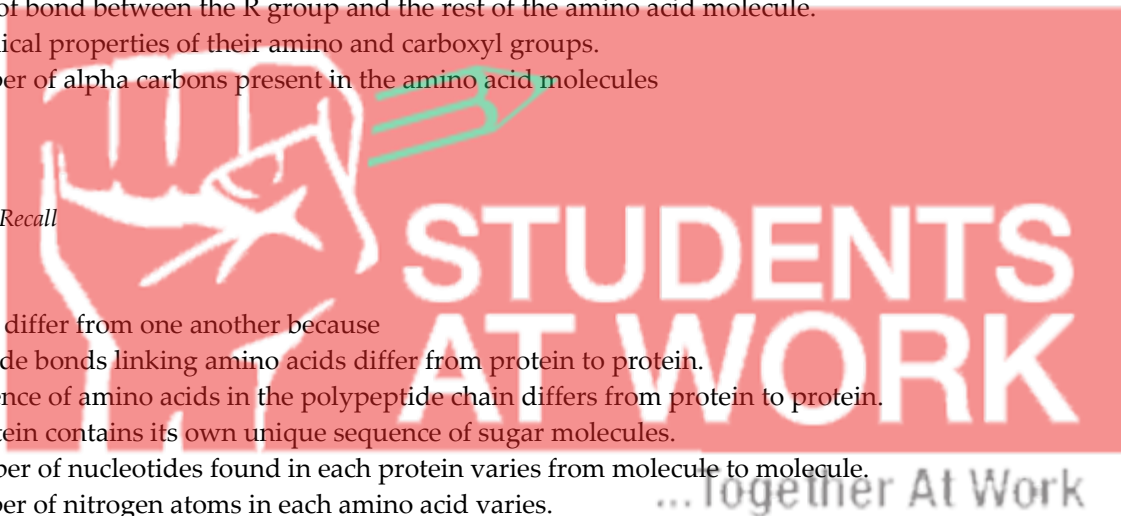 of bond between the R group and the rest of the amino acid molecule.
ical properties of their amino and carboxyl groups.
er of alpha carbons present in the amino acid molecules
Recall
STUDENTS
differ from one another because
AT WORK
de bonds linking amino acids differ from protein to protein.
nce of amino acids in the polypeptide chain differs from protein to protein.
tein contains its own unique sequence of sugar molecules.
er of nucleotides found in each protein varies from molecule to molecule.
...Together At Work
er of nitrogen atoms in each amino acid varies.